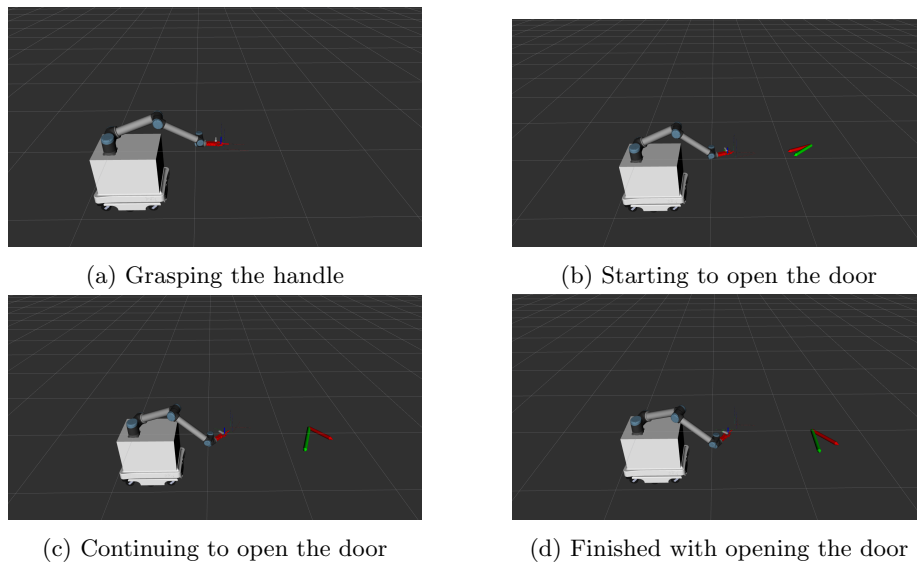 (a) Grasping the handle
(b) Starting to open the door
(c) Continuing to open the door
(d) Finished with opening the door